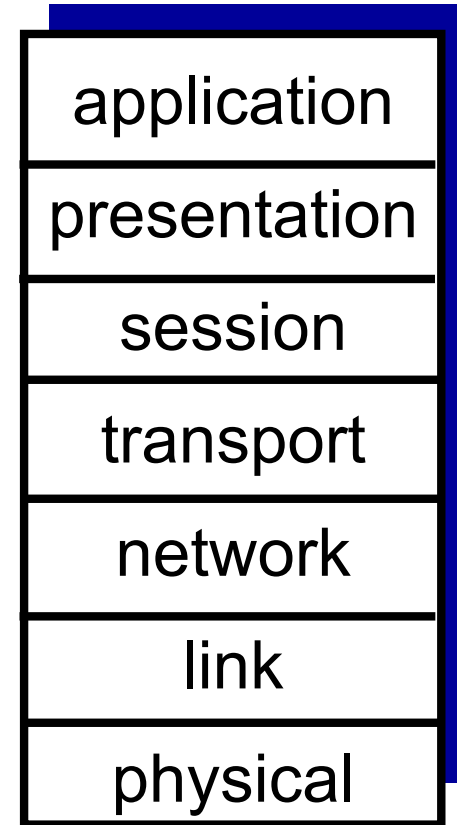 application
presentation
session
transport
network
link
physical